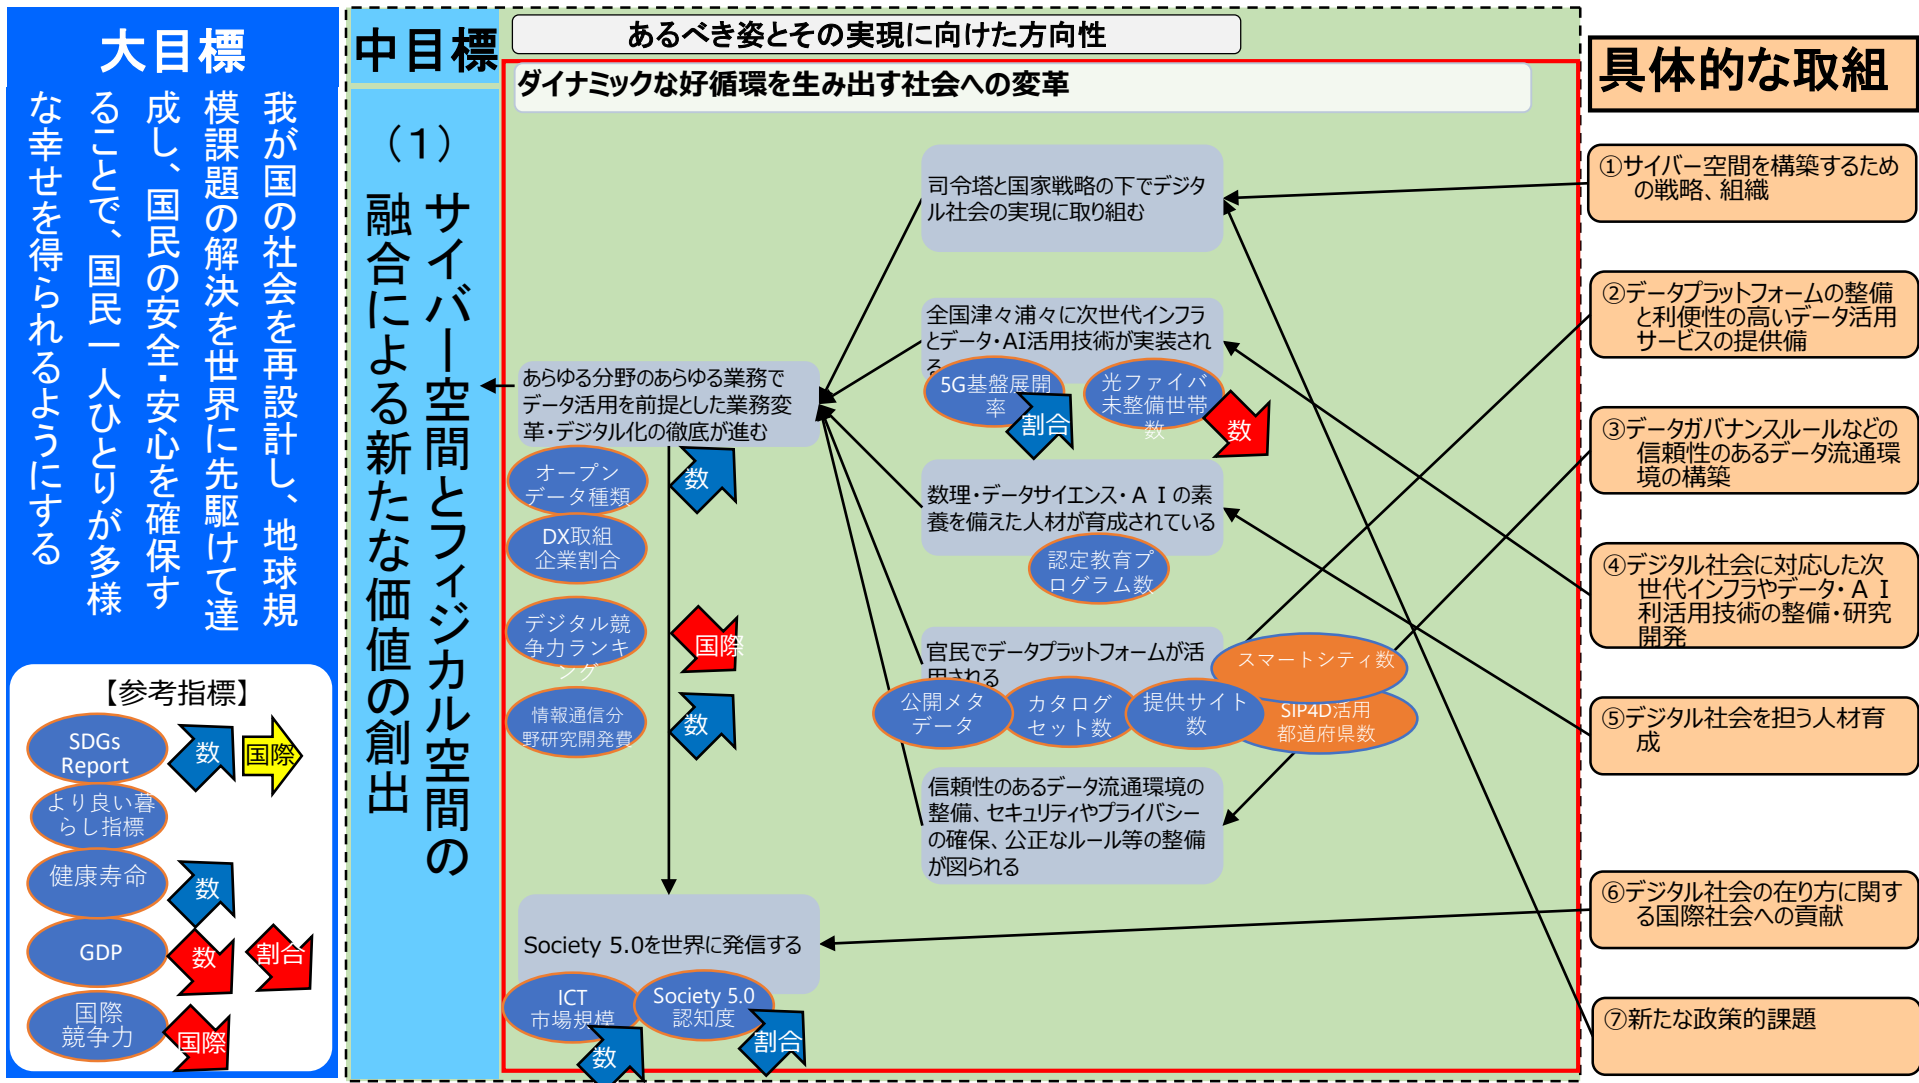 大目標
我が国の社会を再設計し、地球規
模課題の解決を世界に先駆けて達
成し、国民の安全・安心を確保す
ることで、国民一人ひとりが多様
な幸せを得られるようにする
【参考指標】
SDGs
Report
数
国際
より良い暮
らし指標
健康寿命
数
GDP
数
割合
国際
競争力
国際
中目標
（１）
サイバー空間とフィジカル空間の
融合による新たな価値の創出
あるべき姿とその実現に向けた方向性
ダイナミックな好循環を生み出す社会への変革
あらゆる分野のあらゆる業務で
データ活用を前提とした業務変
革・デジタル化の徹底が進む
オープン
データ種類
数
DX取組
企業割合
デジタル競
争力ランキ
ング
国際
情報通信分
野研究開発費
数
Society 5.0を世界に発信する
ICT
市場規模
数
Society 5.0
認知度
割合
司令塔と国家戦略の下でデジタ
ル社会の実現に取り組む
全国津々浦々に次世代インフラ
とデータ・AI活用技術が実装され
る
5G基盤展開
率
割合
光ファイバ
未整備世帯
数
数
数理・データサイエンス・ＡＩの素
養を備えた人材が育成されている
認定教育プ
ログラム数
官民でデータプラットフォームが活
用される
スマートシティ数
公開メタ
データ
カタログ
セット数
提供サイト
数
SIP4D活用
都道府県数
信頼性のあるデータ流通環境の
整備、セキュリティやプライバシー
の確保、公正なルール等の整備
が図られる
具体的な取組
①サイバー空間を構築するため
の戦略、組織
②データプラットフォームの整備
と利便性の高いデータ活用
サービスの提供備
③データガバナンスルールなどの
信頼性のあるデータ流通環
境の構築
④デジタル社会に対応した次
世代インフラやデータ・ＡＩ
利活用技術の整備・研究
開発
⑤デジタル社会を担う人材育
成
⑥デジタル社会の在り方に関す
る国際社会への貢献
⑦新たな政策的課題